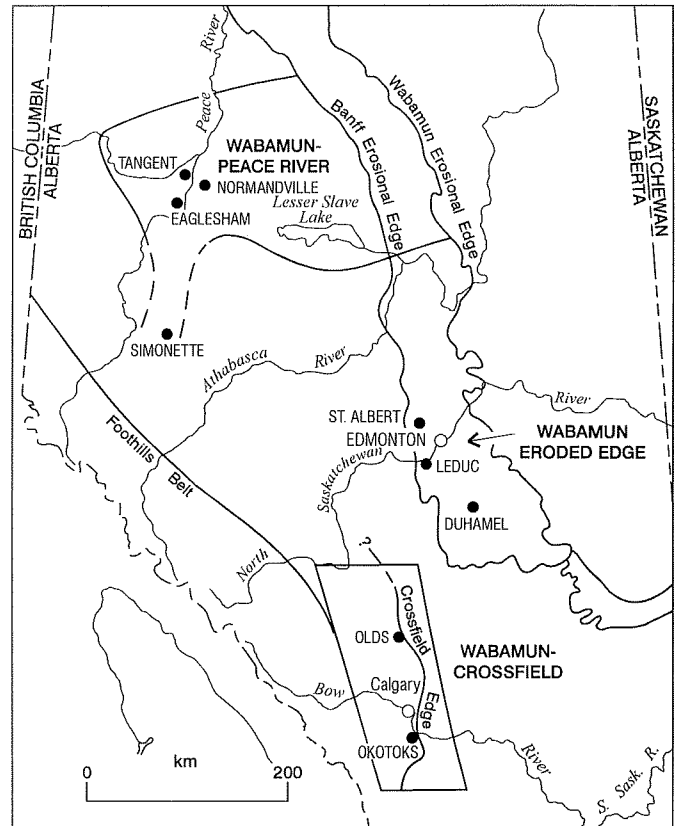 River
Peace
BRITISH COLUMBIA
ALBERTA
SASKATCHEWAN
ALBERTA
Banff Erosional Edge
Wabamun Erosional Edge
WABAMUN-
PEACE RIVER
TANGENT
NORMANDVILLE
EAGLESHAM
Lesser Slave
Lake
SIMONETTE
Athabasca
River
Foothills
Belt
ST. ALBERT
EDMONTON
LEDUC
River
WABAMUN
ERODED EDGE
Saskatchewan
DUHAMEL
North
?
Crossfield
Edge
OLDS
WABAMUN-
CROSSFIELD
Calgary
Bow
OKOTOKS
River
S. Sask. R.
km
0
200